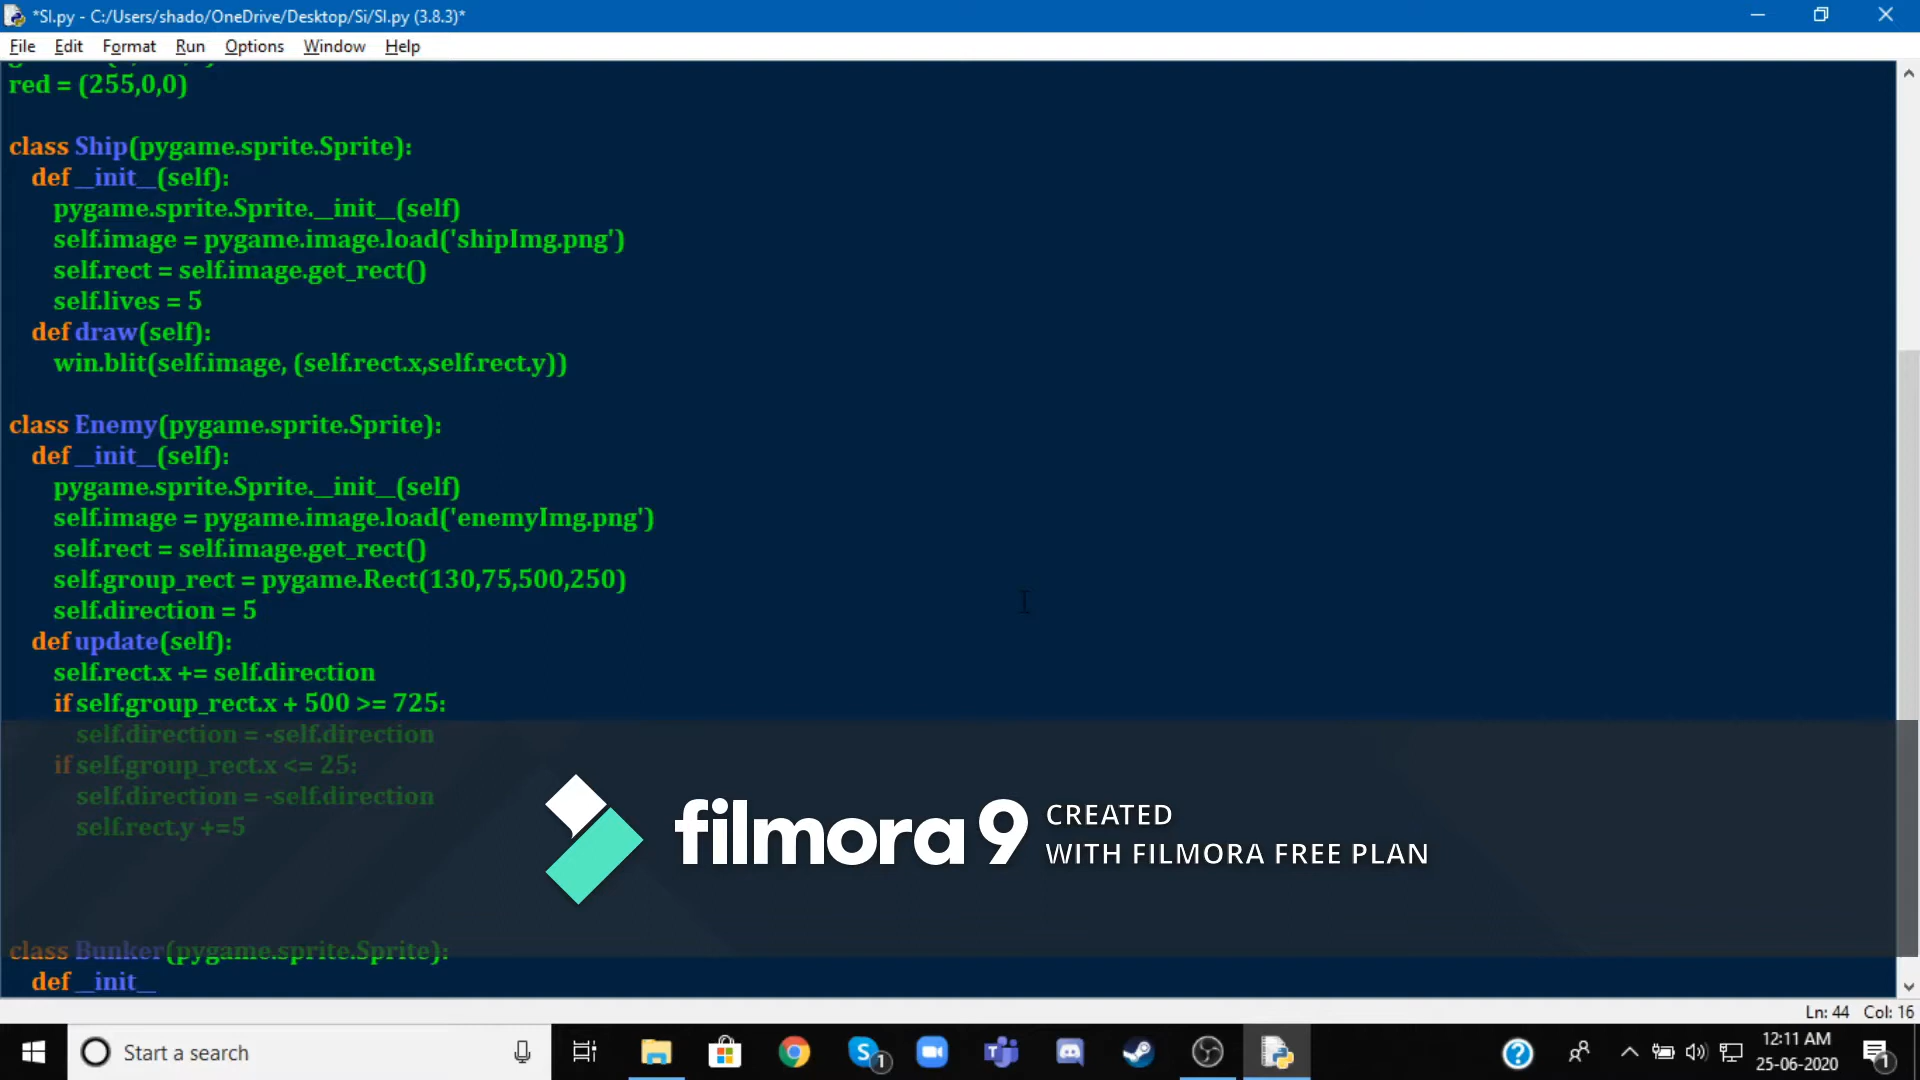 *SI.py - C:/Users/shado/OneDrive/Desktop/Si/SI.py (3.8.3)*
File Edit Format Run Options Window Help
red = (255,0,0)
class Ship(pygame.sprite.Sprite):
def __init__(self):
pygame.sprite.Sprite.__init__(self)
self.image = pygame.image.load('shipImg.png')
self.rect = self.image.get_rect()
self.lives = 5
def draw(self):
win.blit(self.image, (self.rect.x,self.rect.y))
class Enemy(pygame.sprite.Sprite):
def __init__(self):
pygame.sprite.Sprite.__init__(self)
self.image = pygame.image.load('enemyImg.png')
self.rect = self.image.get_rect()
self.group_rect = pygame.Rect(130,75,500,250)
self.direction = 5
def update(self):
self.rect.x += self.direction
if self.group_rect.x + 500 >= 725:
self.direction = -self.direction
if self.group_rect.x <= 25:
self.direction = -self.direction
self.rect.y +=5
filmora 9 CREATED
WITH FILMORA FREE PLAN
class Bunker(pygame.sprite.Sprite):
def __init__
Ln: 44 Col: 16
Start a search
12:11 AM
25-06-2020